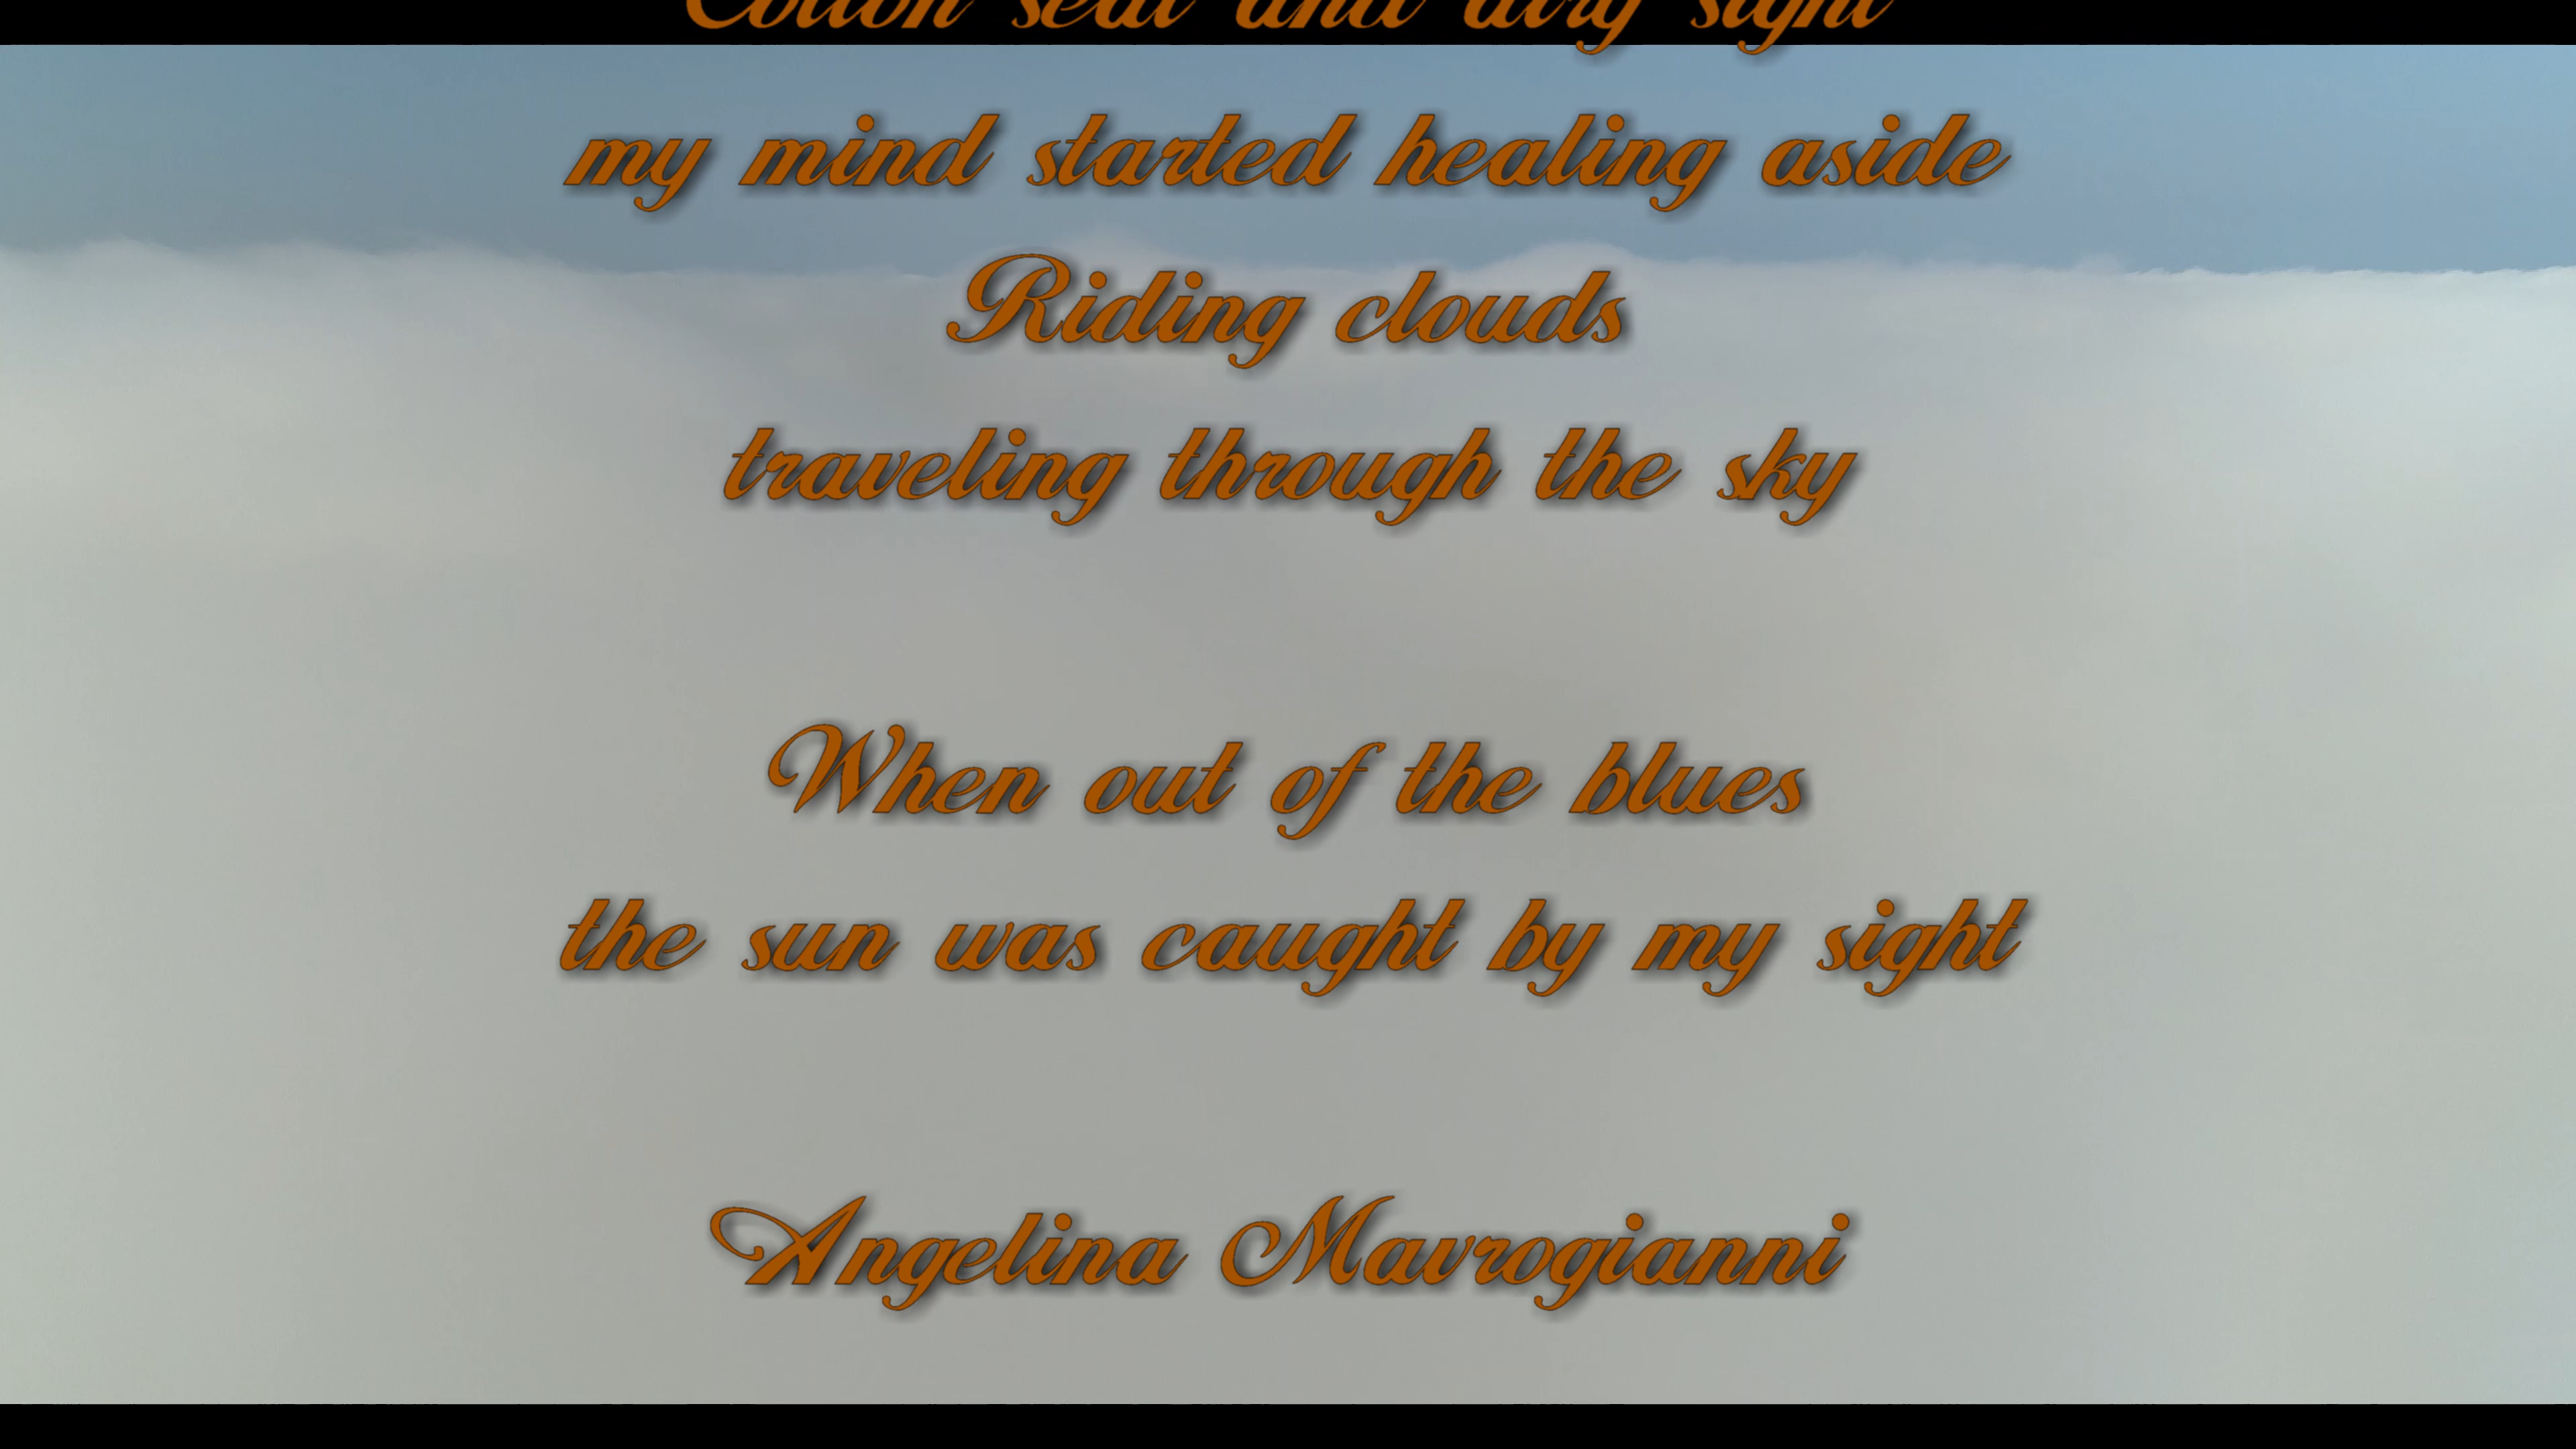 Cotton seat and airy sight
my mind started healing aside
Riding clouds
traveling through the sky
When out of the blues
the sun was caught by my sight
Angelina Mavrogianni